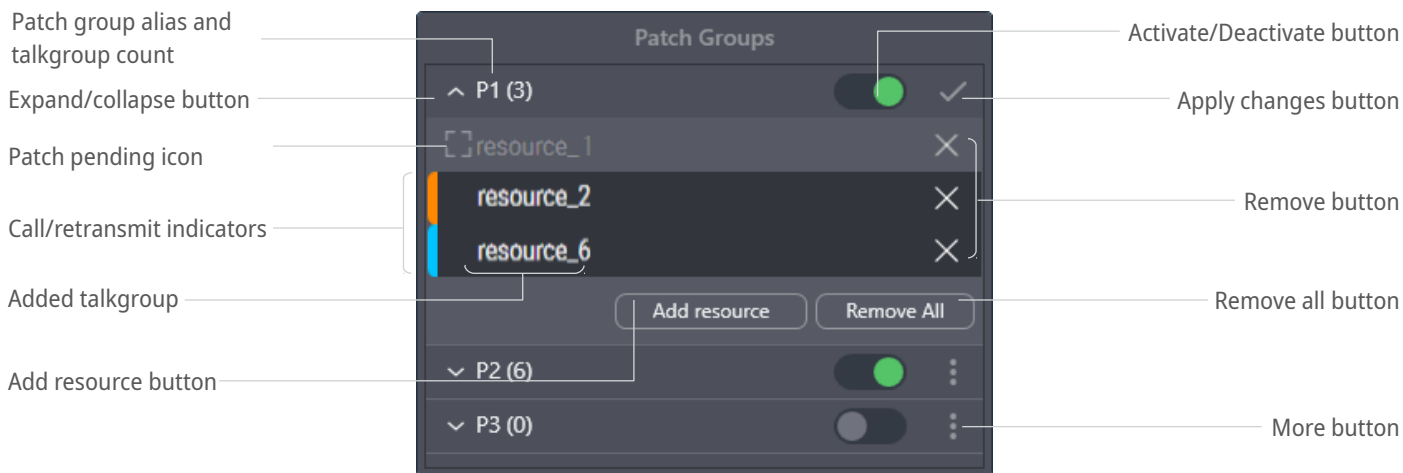 Patch group alias and
talkgroup count
Expand/collapse button
Patch pending icon
Call/retransmit indicators
Added talkgroup
Add resource button
Patch Groups
P1 (3)
resource_1
resource_2
resource_6
Add resource
Remove All
P2 (6)
P3 (0)
Activate/Deactivate button
Apply changes button
Remove button
Remove all button
More button